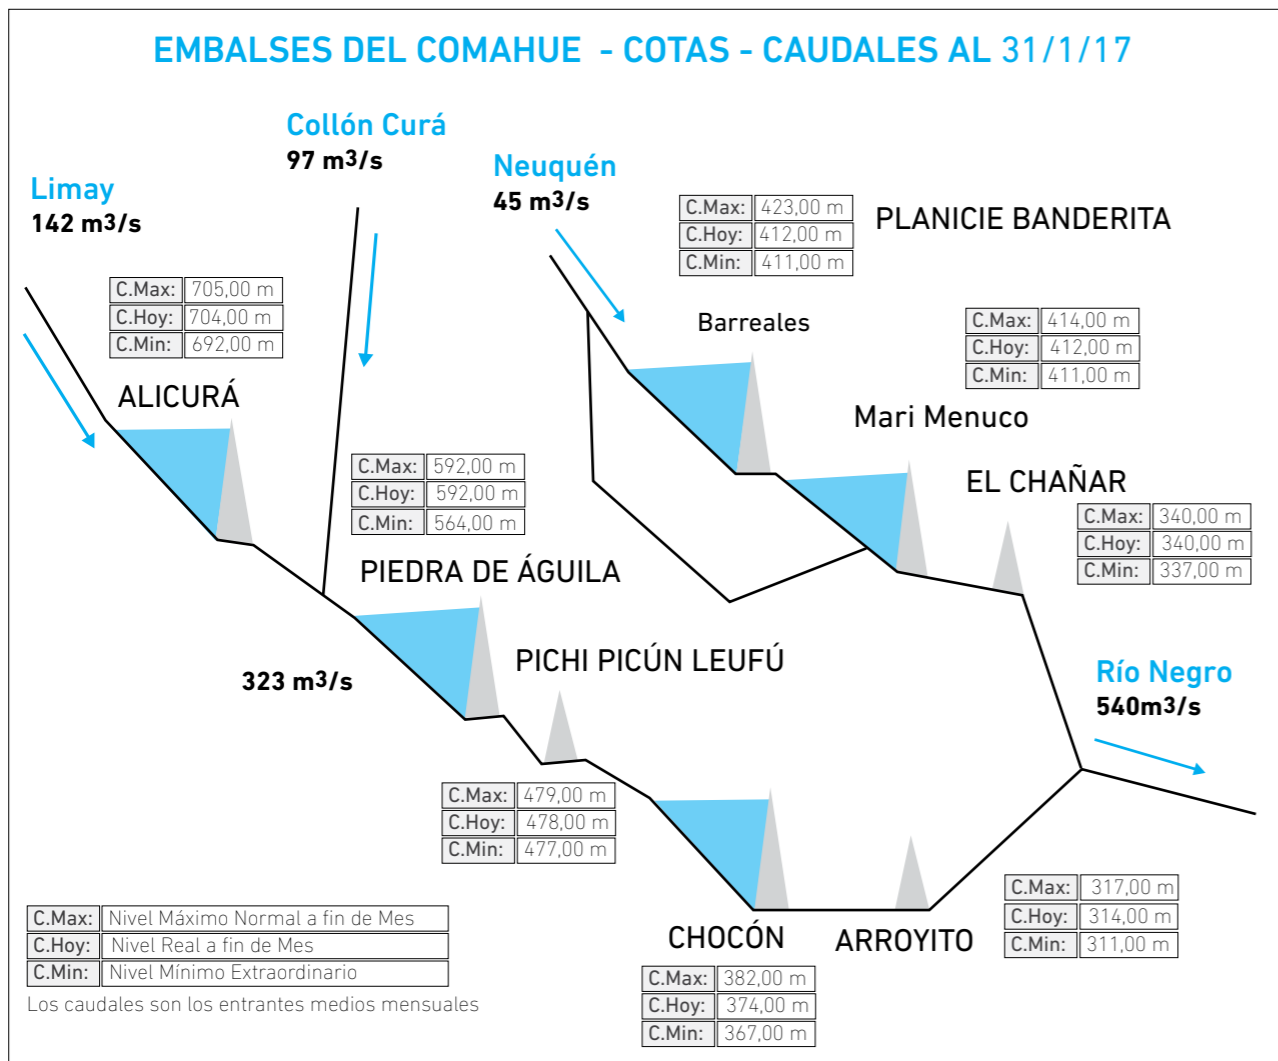 EMBALSES DEL COMAHUE - COTAS - CAUDALES AL 31/1/17
Collón Curá
97 m3/s
Limay
142 m3/s
Neuquén
45 m3/s
C.Max: 423,00 m
C.Hoy: 412,00 m
C.Min: 411,00 m
PLANICIE BANDERITA
C.Max: 705,00 m
C.Hoy: 704,00 m
C.Min: 692,00 m
ALICURÁ
Barreales
C.Max: 414,00 m
C.Hoy: 412,00 m
C.Min: 411,00 m
Mari Menuco
C.Max: 592,00 m
C.Hoy: 592,00 m
C.Min: 564,00 m
PIEDRA DE ÁGUILA
EL CHAÑAR
C.Max: 340,00 m
C.Hoy: 340,00 m
C.Min: 337,00 m
323 m3/s
PICHI PICÚN LEUFÚ
Río Negro
540m3/s
C.Max: 479,00 m
C.Hoy: 478,00 m
C.Min: 477,00 m
C.Max: 317,00 m
C.Hoy: 314,00 m
C.Min: 311,00 m
CHOCÓN
ARROYITO
C.Max: 382,00 m
C.Hoy: 374,00 m
C.Min: 367,00 m
C.Max: Nivel Máximo Normal a fin de Mes
C.Hoy: Nivel Real a fin de Mes
C.Min: Nivel Mínimo Extraordinario
Los caudales son los entrantes medios mensuales